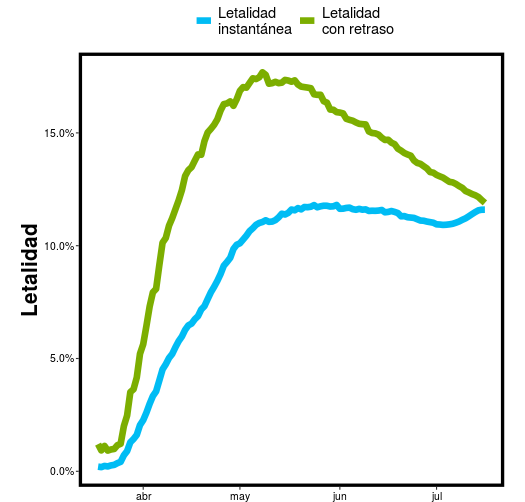 Letalidad
instantánea
Letalidad
con retraso
Letalidad
15.0%
10.0%
5.0%
0.0%
abr
may
jun
jul